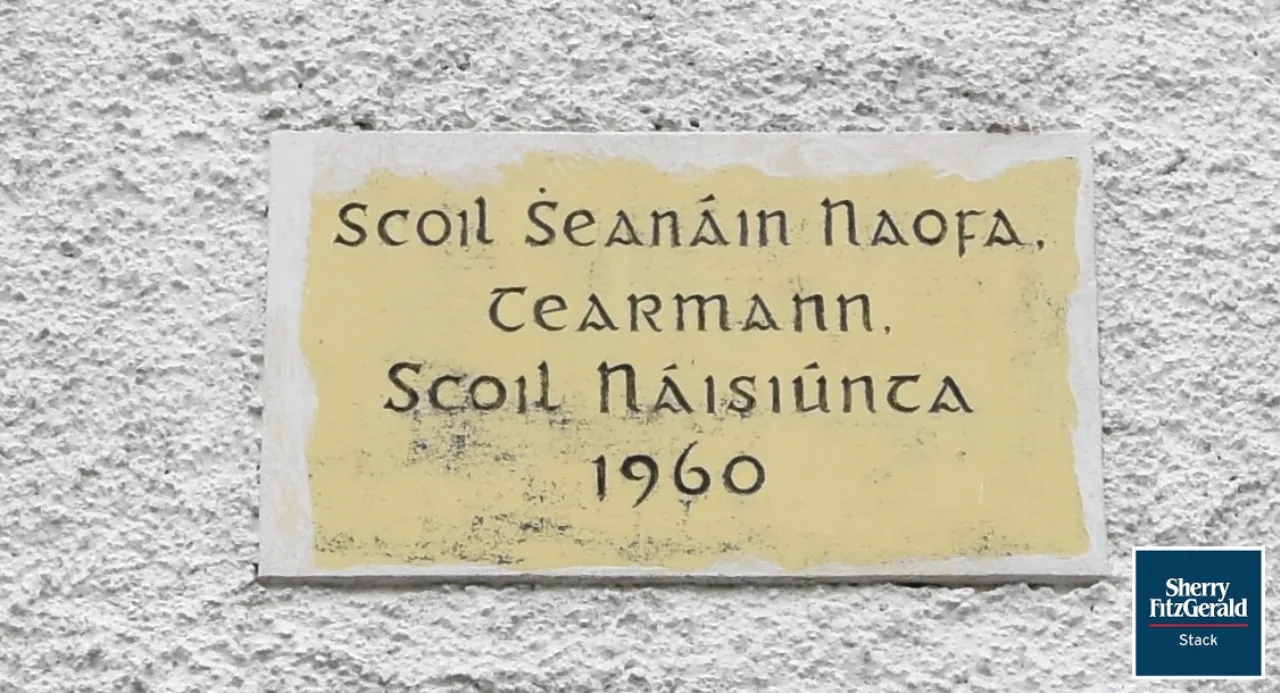 Scoil Ṡeanáin Naofa,
Tearmann,
Scoil Náisiúnta
1960
Sherry
FitzGerald
Stack